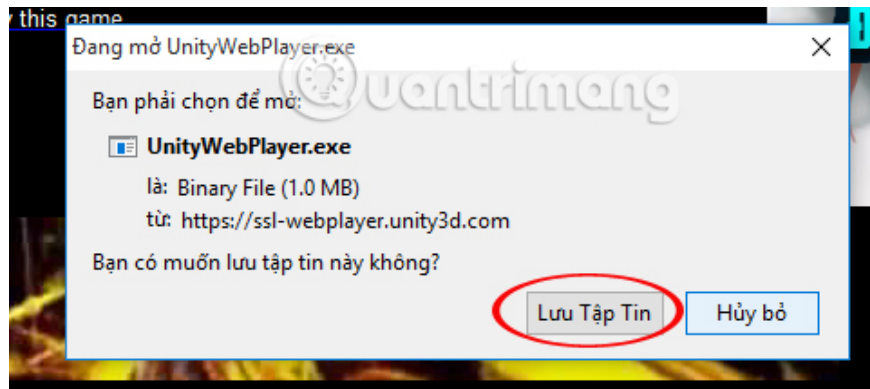 this game
Đang mở UnityWebPlayer.exe
Quantrimang
Bạn phải chọn để mở:
UnityWebPlayer.exe
là: Binary File (1.0 MB)
từ: https://ssl-webplayer.unity3d.com
Bạn có muốn lưu tập tin này không?
Lưu Tập Tin
Hủy bỏ